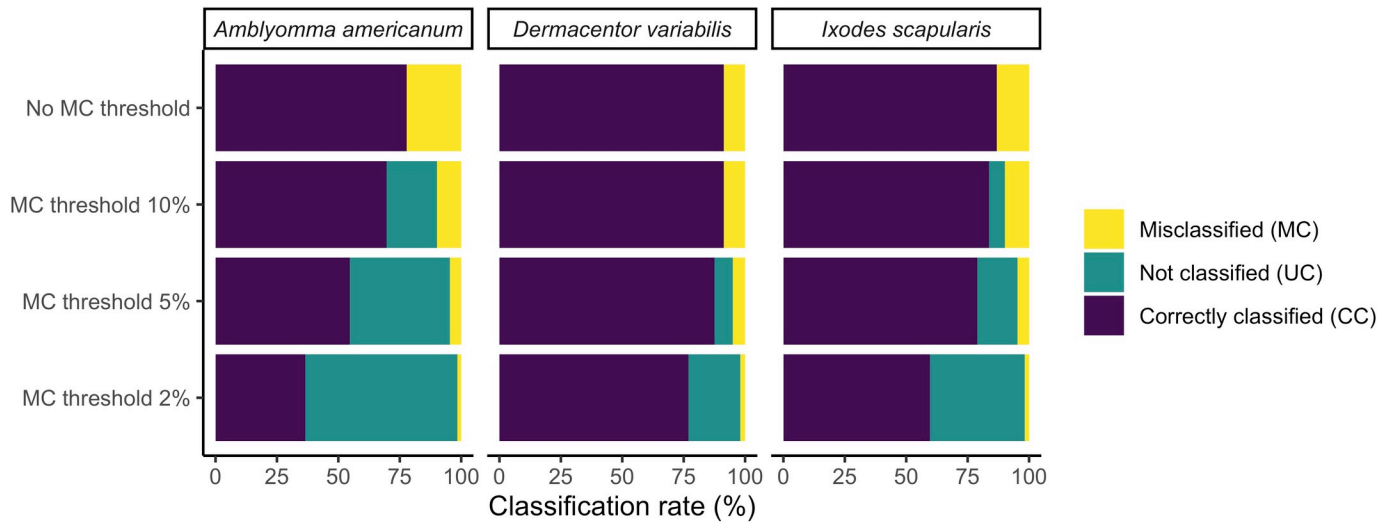 Amblyomma americanum
Dermacentor variabilis
Ixodes scapularis
No MC threshold
MC threshold 10%
MC threshold 5%
MC threshold 2%
0 25 50 75 100
0 25 50 75 100
0 25 50 75 100
Classification rate (%)
Misclassified (MC)
Not classified (UC)
Correctly classified (CC)